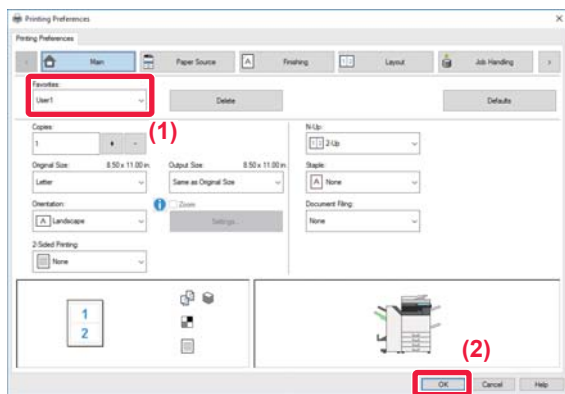 Printing Preferences
Printing Preferences
Main Paper Source Finishing Layout Job Handling
Favorites:
User1 Delete Defaults
(1)
Copies: N-Up:
1 + - 2-Up
Original Size: 8.50 x 11.00 in. Output Size: 8.50 x 11.00 in. Staple:
Letter Same as Original Size None
Orientation: Zoom Document Filing:
Landscape Settings... None
2-Sided Printing:
None
1
2
(2)
OK Cancel Help